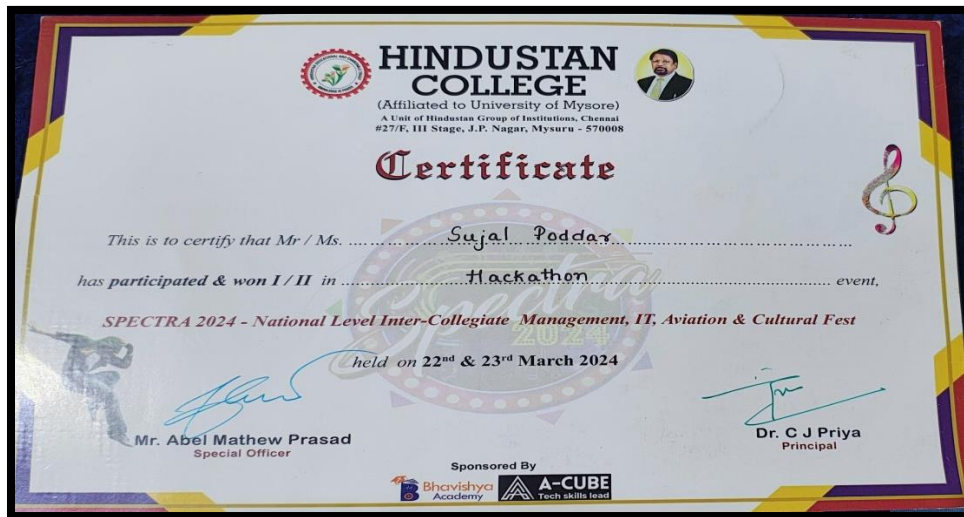 HINDUSTAN
COLLEGE
(Affiliated to University of Mysore)
A Unit of Hindustan Group of Institutions, Chennai
#27/F, III Stage, J.P. Nagar, Mysuru - 570008
Certificate
This is to certify that Mr / Ms. Sujal Poddar
has participated & won I / II in Hackathon event,
SPECTRA 2024 - National Level Inter-Collegiate Management, IT, Aviation & Cultural Fest
Spectra
2024
held on 22nd & 23rd March 2024
Mr. Abel Mathew Prasad
Special Officer
Dr. C J Priya
Principal
Sponsored By
Bhavishya
Academy
A-CUBE
Tech skills lead